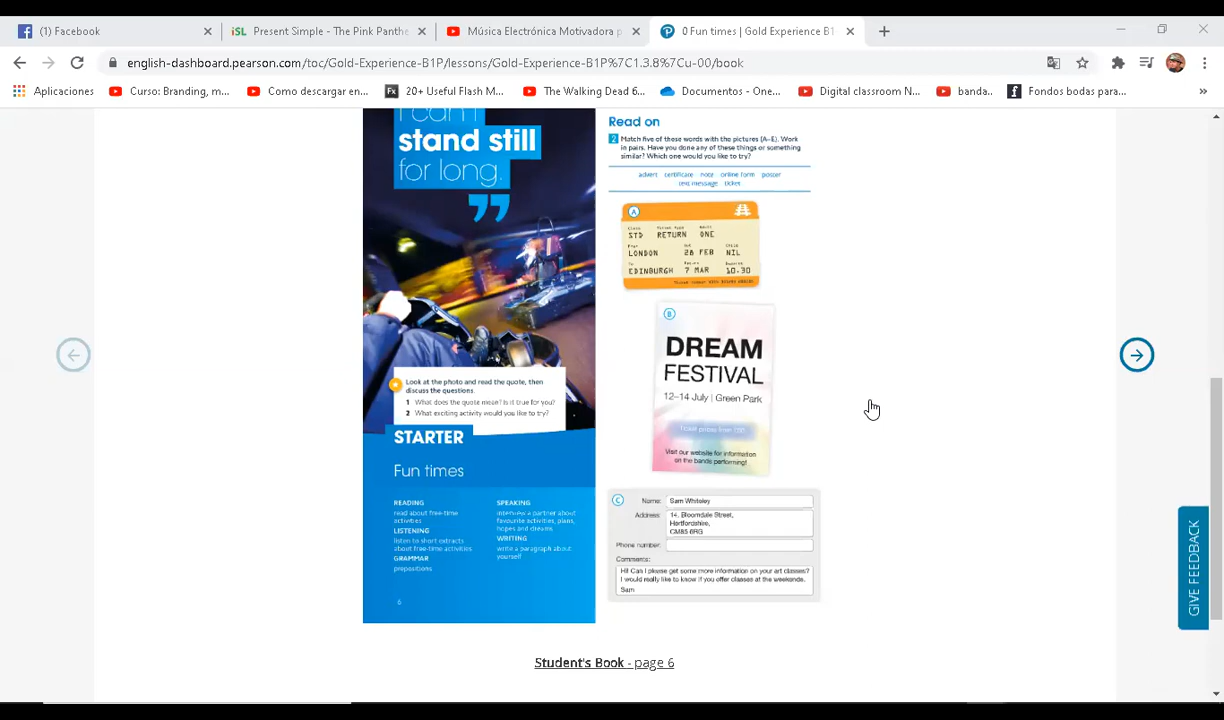 (1) Facebook
Present Simple - The Pink Panthe
Música Electrónica Motivadora p
0 Fun times | Gold Experience B1
english-dashboard.pearson.com/toc/Gold-Experience-B1P/lessons/Gold-Experience-B1P%7C1.3.8%7Cu-00/book
Aplicaciones
Curso: Branding, m...
Como descargar en...
20+ Useful Flash M...
The Walking Dead 6...
Documentos - One...
Digital classroom N...
banda..
Fondos bodas para...
stand still
for long.
”
Look at the photo and read the quote, then
discuss the questions.
1 What does the quote mean? Is it true for you?
2 What exciting activity would you like to try?
STARTER
Fun times
READING
read about free-time
activities
LISTENING
listen to short extracts
about free-time activities
GRAMMAR
prepositions
SPEAKING
interview a partner about
favourite activities, plans,
hopes and dreams
WRITING
write a paragraph about
yourself
6
Read on
2 Match five of these words with the pictures (A–E). Work
in pairs. Have you done any of these things or something
similar? Which one would you like to try?
advert certificate note online form poster
text message ticket
A
STD RETURN ONE
From
LONDON 28 FEB NIL
To
EDINBURGH 7 MAR 10.30
B
DREAM
FESTIVAL
12–14 July | Green Park
Visit our website for information
on the bands performing!
C
Name: Sam Whiteley
Address: 14, Bloomdale Street,
Hertfordshire,
CM85 6RG
Phone number:
Comments:
Hi! Can I please get some more information on your art classes?
I would really like to know if you offer classes at the weekends.
Sam
Student's Book - page 6
GIVE FEEDBACK